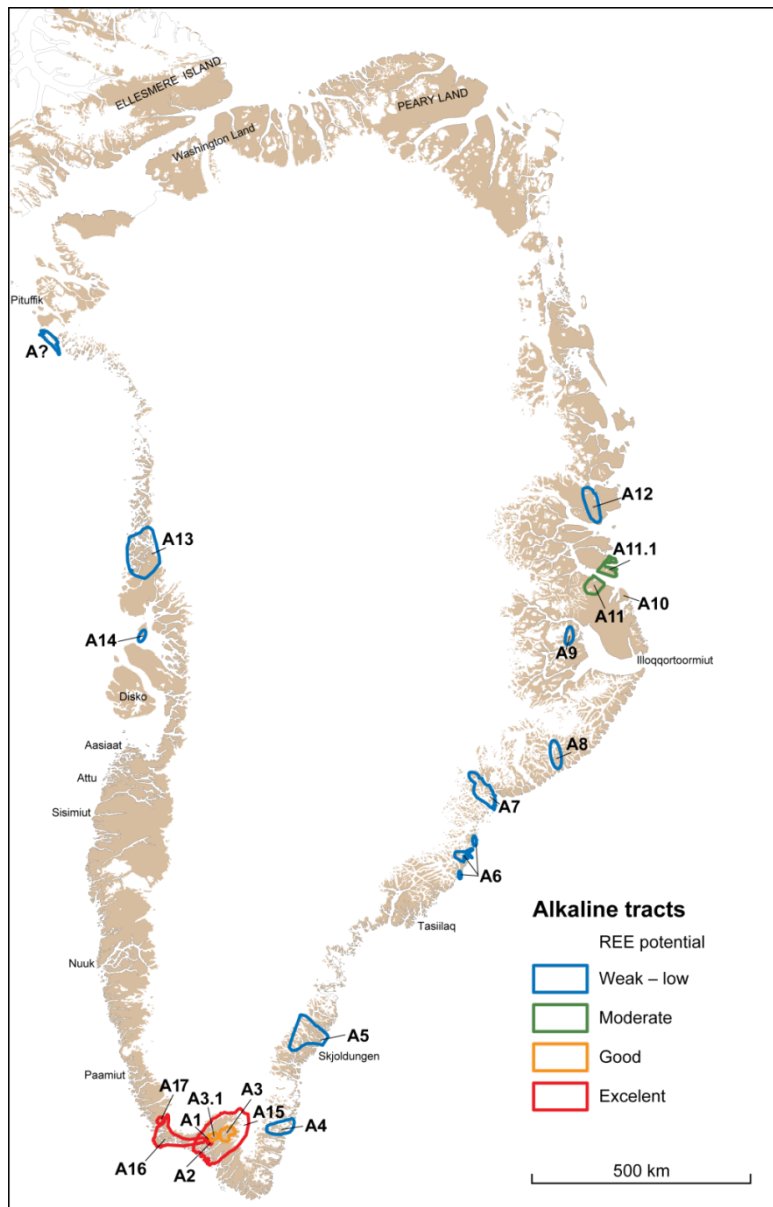 ELLESMERE ISLAND
PEARY LAND
Washington Land
Pituffik
A?
A12
A13
A11.1
A10
A11
A14
A9
Illoqqortoormiut
Disko
Aasiaat
A8
Attu
A7
Sisimiut
A6
Alkaline tracts
Tasiilaq
REE potential
Nuuk
Weak – low
Moderate
A5
Skjoldungen
Good
Paamiut
A17
A3.1
A3
Excelent
A1
A15
A4
A16
A2
500 km